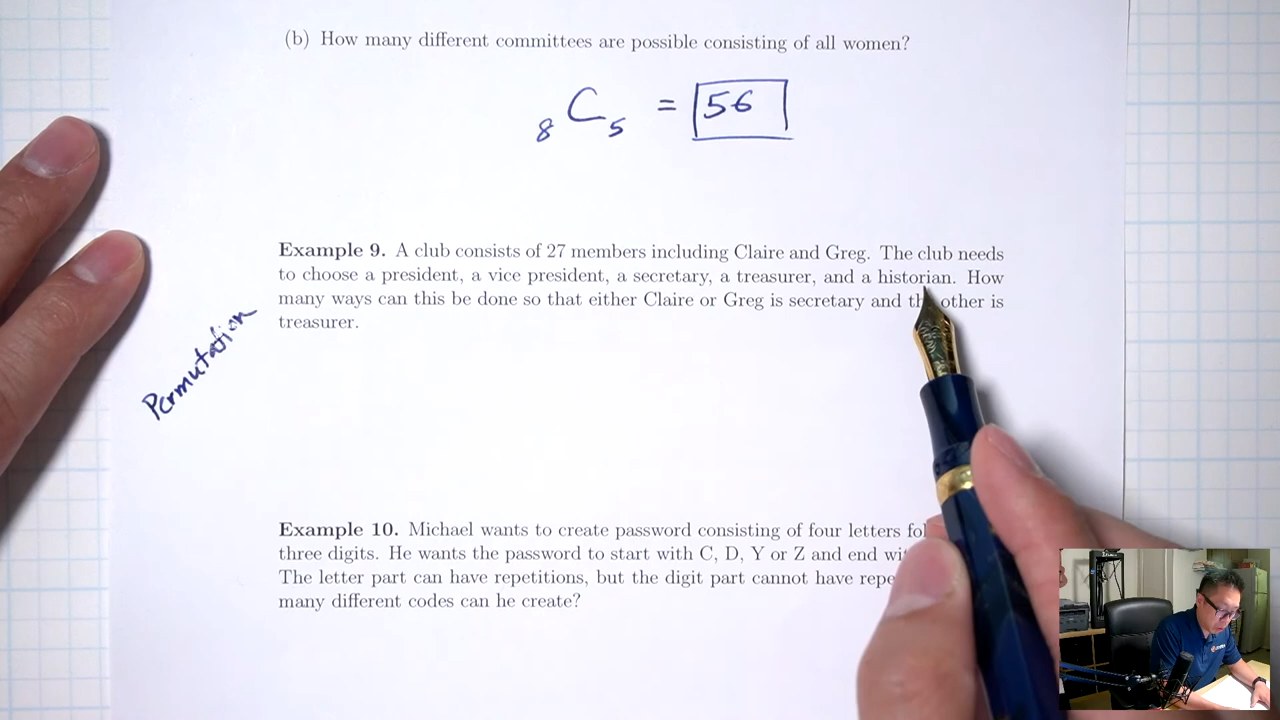 (b) How many different committees are possible consisting of all women?
8 C 5 = 56
Example 9. A club consists of 27 members including Claire and Greg. The club needs
to choose a president, a vice president, a secretary, a treasurer, and a historian. How
many ways can this be done so that either Claire or Greg is secretary and the other is
treasurer.
Permutation
Example 10. Michael wants to create password consisting of four letters
three digits. He wants the password to start with C, D, Y or Z and end
The letter part can have repetitions, but the digit part cannot have
many different codes can he create?